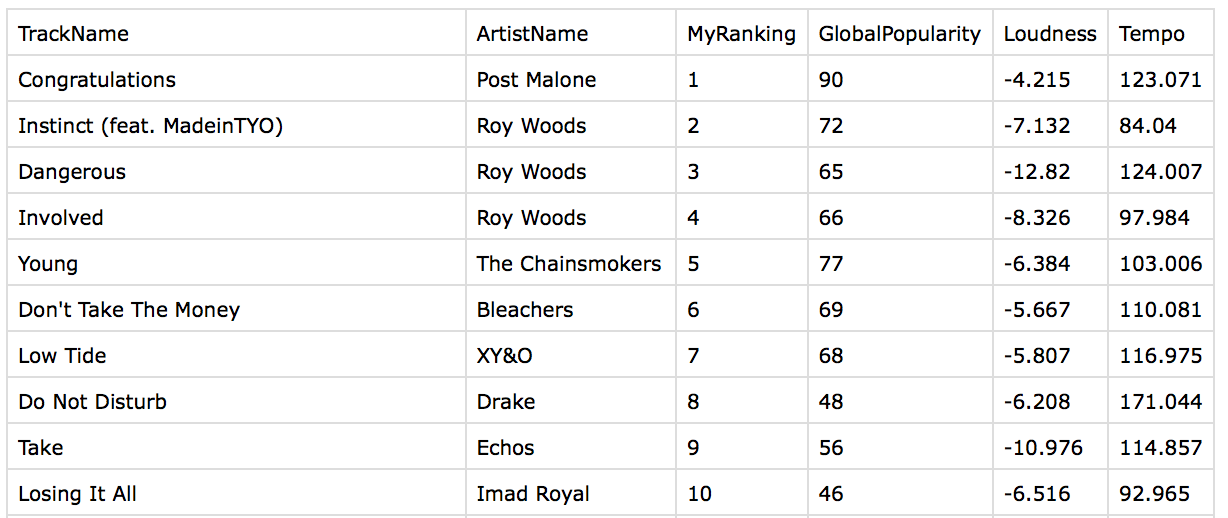 TrackName ArtistName MyRanking GlobalPopularity Loudness Tempo
Congratulations Post Malone 1 90 -4.215 123.071
Instinct (feat. MadeinTYO) Roy Woods 2 72 -7.132 84.04
Dangerous Roy Woods 3 65 -12.82 124.007
Involved Roy Woods 4 66 -8.326 97.984
Young The Chainsmokers 5 77 -6.384 103.006
Don't Take The Money Bleachers 6 69 -5.667 110.081
Low Tide XY&O 7 68 -5.807 116.975
Do Not Disturb Drake 8 48 -6.208 171.044
Take Echos 9 56 -10.976 114.857
Losing It All Imad Royal 10 46 -6.516 92.965